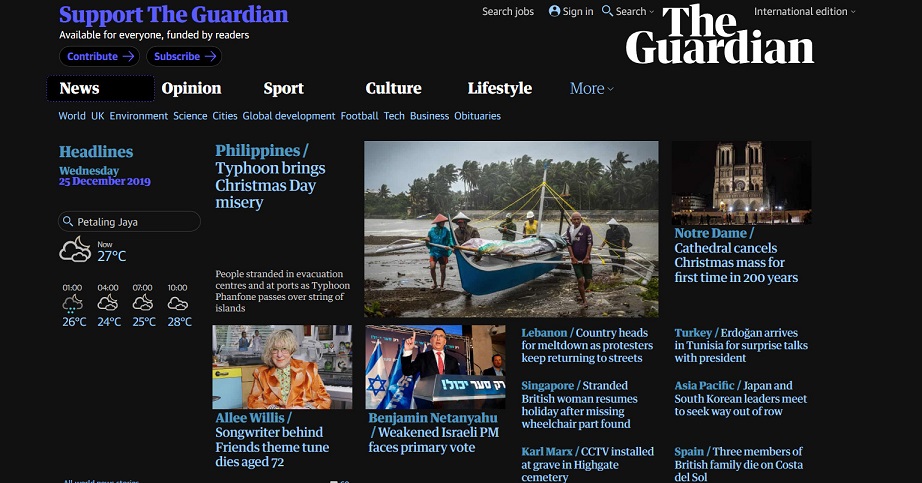 Support The Guardian
Available for everyone, funded by readers
Contribute
Subscribe
Search jobs
Sign in
Search
International edition
The
Guardian
News
Opinion
Sport
Culture
Lifestyle
More
World UK Environment Science Cities Global development Football Tech Business Obituaries
Headlines
Wednesday
25 December 2019
Petaling Jaya
Now
27°C
01:00 04:00 07:00 10:00
26°C 24°C 25°C 28°C
Philippines /
Typhoon brings
Christmas Day
misery
People stranded in evacuation
centres and at ports as Typhoon
Phanfone passes over string of
islands
Notre Dame /
Cathedral cancels
Christmas mass for
first time in 200 years
Allee Willis /
Songwriter behind
Friends theme tune
dies aged 72
רק סער יכול!
Benjamin Netanyahu
/ Weakened Israeli PM
faces primary vote
Lebanon / Country heads
for meltdown as protesters
keep returning to streets
Singapore / Stranded
British woman resumes
holiday after missing
wheelchair part found
Karl Marx / CCTV installed
at grave in Highgate
cemetery
Turkey / Erdoğan arrives
in Tunisia for surprise talks
with president
Asia Pacific / Japan and
South Korean leaders meet
to seek way out of row
Spain / Three members of
British family die on Costa
del Sol